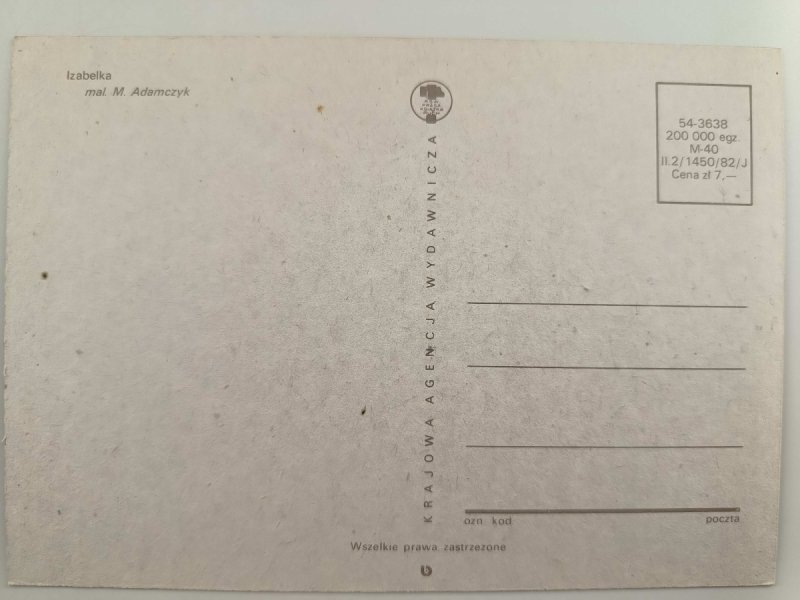 Izabelka
mal. M. Adamczyk
KRAJOWA AGENCJA WYDAWNICZA
54-3638
200 000 egz.
M-40
II.2/1450/82/J
Cena zł 7,—
ozn. kod
poczta
Wszelkie prawa zastrzeżone